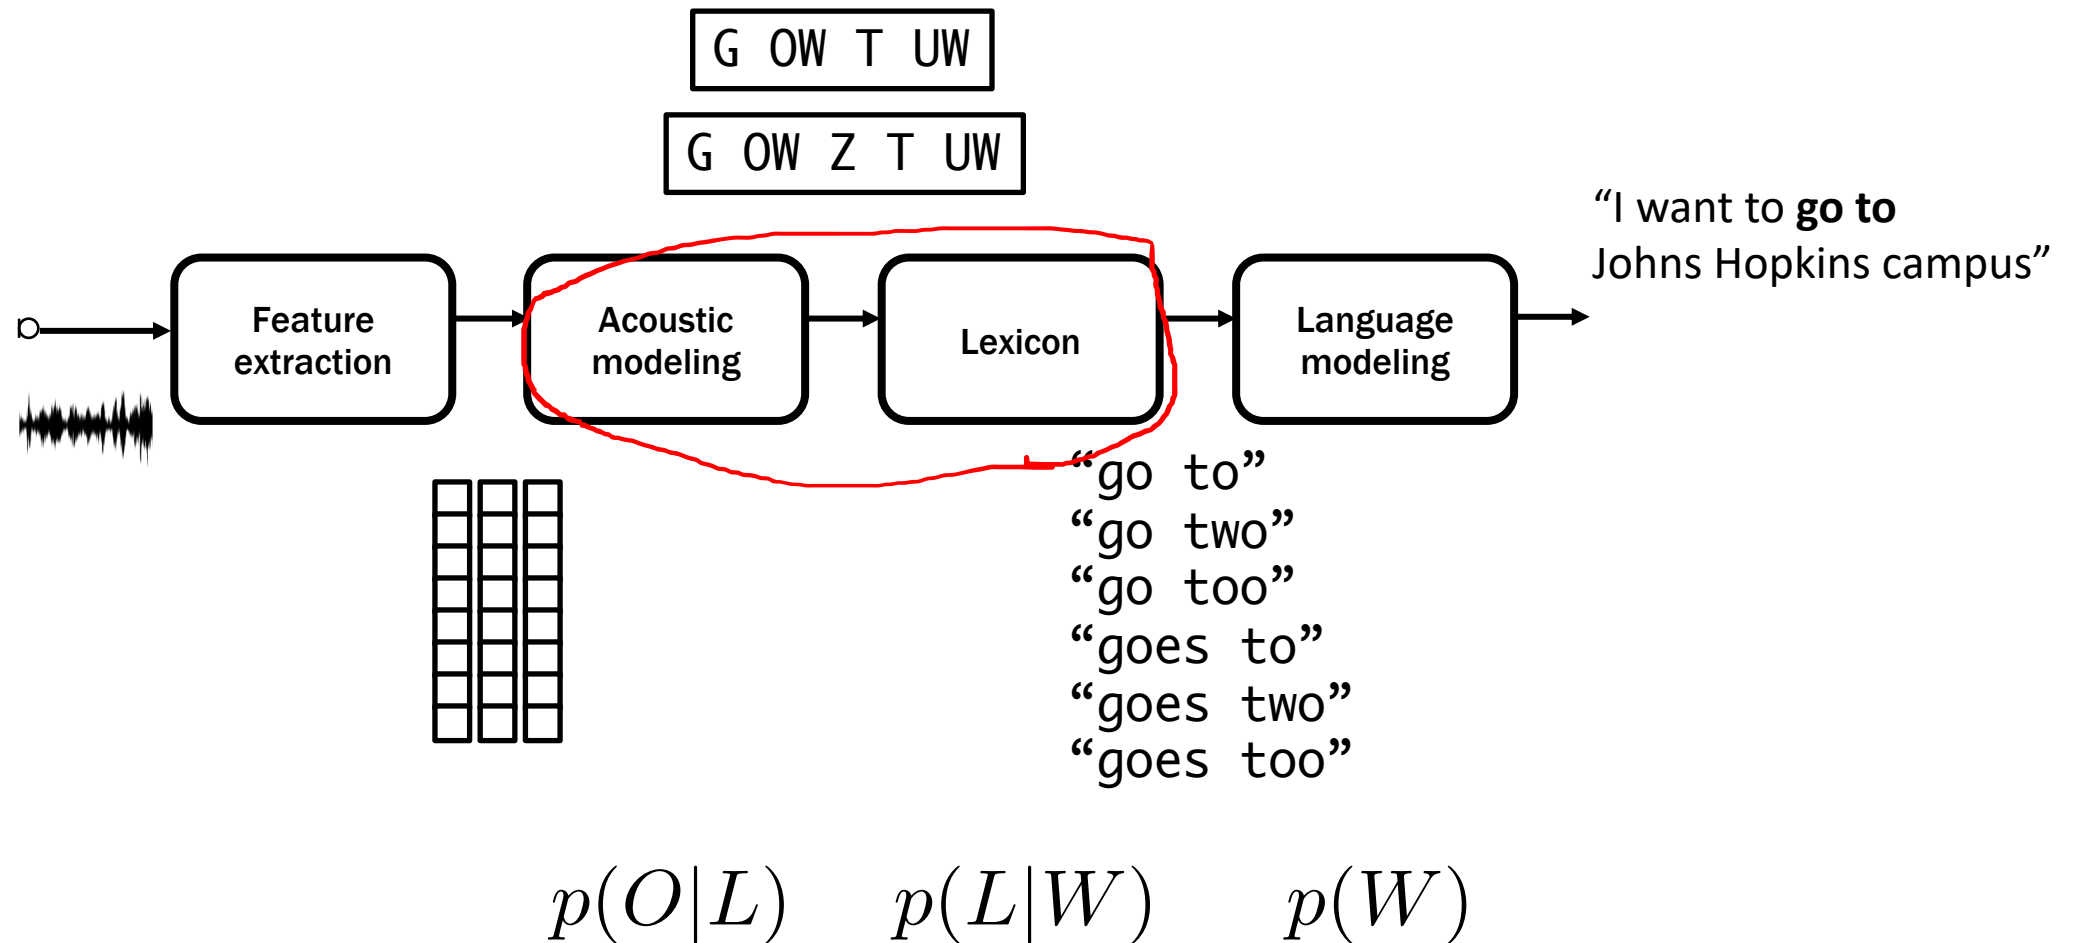 G OW T UW
G OW Z T UW
“I want to go to
Johns Hopkins campus”
Feature
extraction
Acoustic
modeling
Lexicon
Language
modeling
“go to”
“go two”
“go too”
“goes to”
“goes two”
“goes too”
p(O|L)
p(L|W)
p(W)